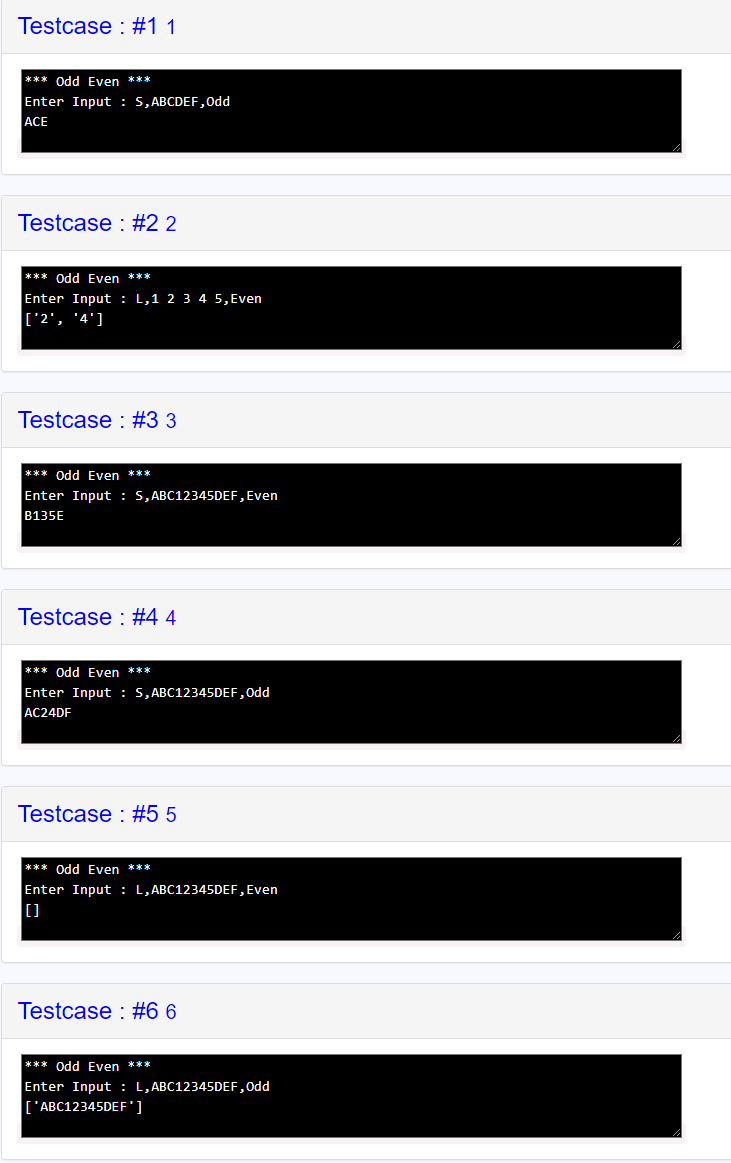 Testcase : #1 1
*** Odd Even ***
Enter Input : S,ABCDEF,Odd
ACE
Testcase : #2 2
*** Odd Even ***
Enter Input : L,1 2 3 4 5,Even
['2', '4']
Testcase : #3 3
*** Odd Even ***
Enter Input : S,ABC12345DEF,Even
B135E
Testcase : #4 4
*** Odd Even ***
Enter Input : S,ABC12345DEF,Odd
AC24DF
Testcase : #5 5
*** Odd Even ***
Enter Input : L,ABC12345DEF,Even
[]
Testcase : #6 6
*** Odd Even ***
Enter Input : L,ABC12345DEF,Odd
['ABC12345DEF']